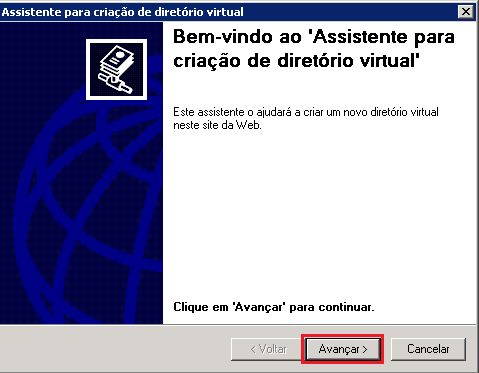 Assistente para criação de diretório virtual
Bem-vindo ao 'Assistente para
criação de diretório virtual'
Este assistente o ajudará a criar um novo diretório virtual
neste site da Web.
Clique em 'Avançar' para continuar.
< Voltar
Avançar >
Cancelar